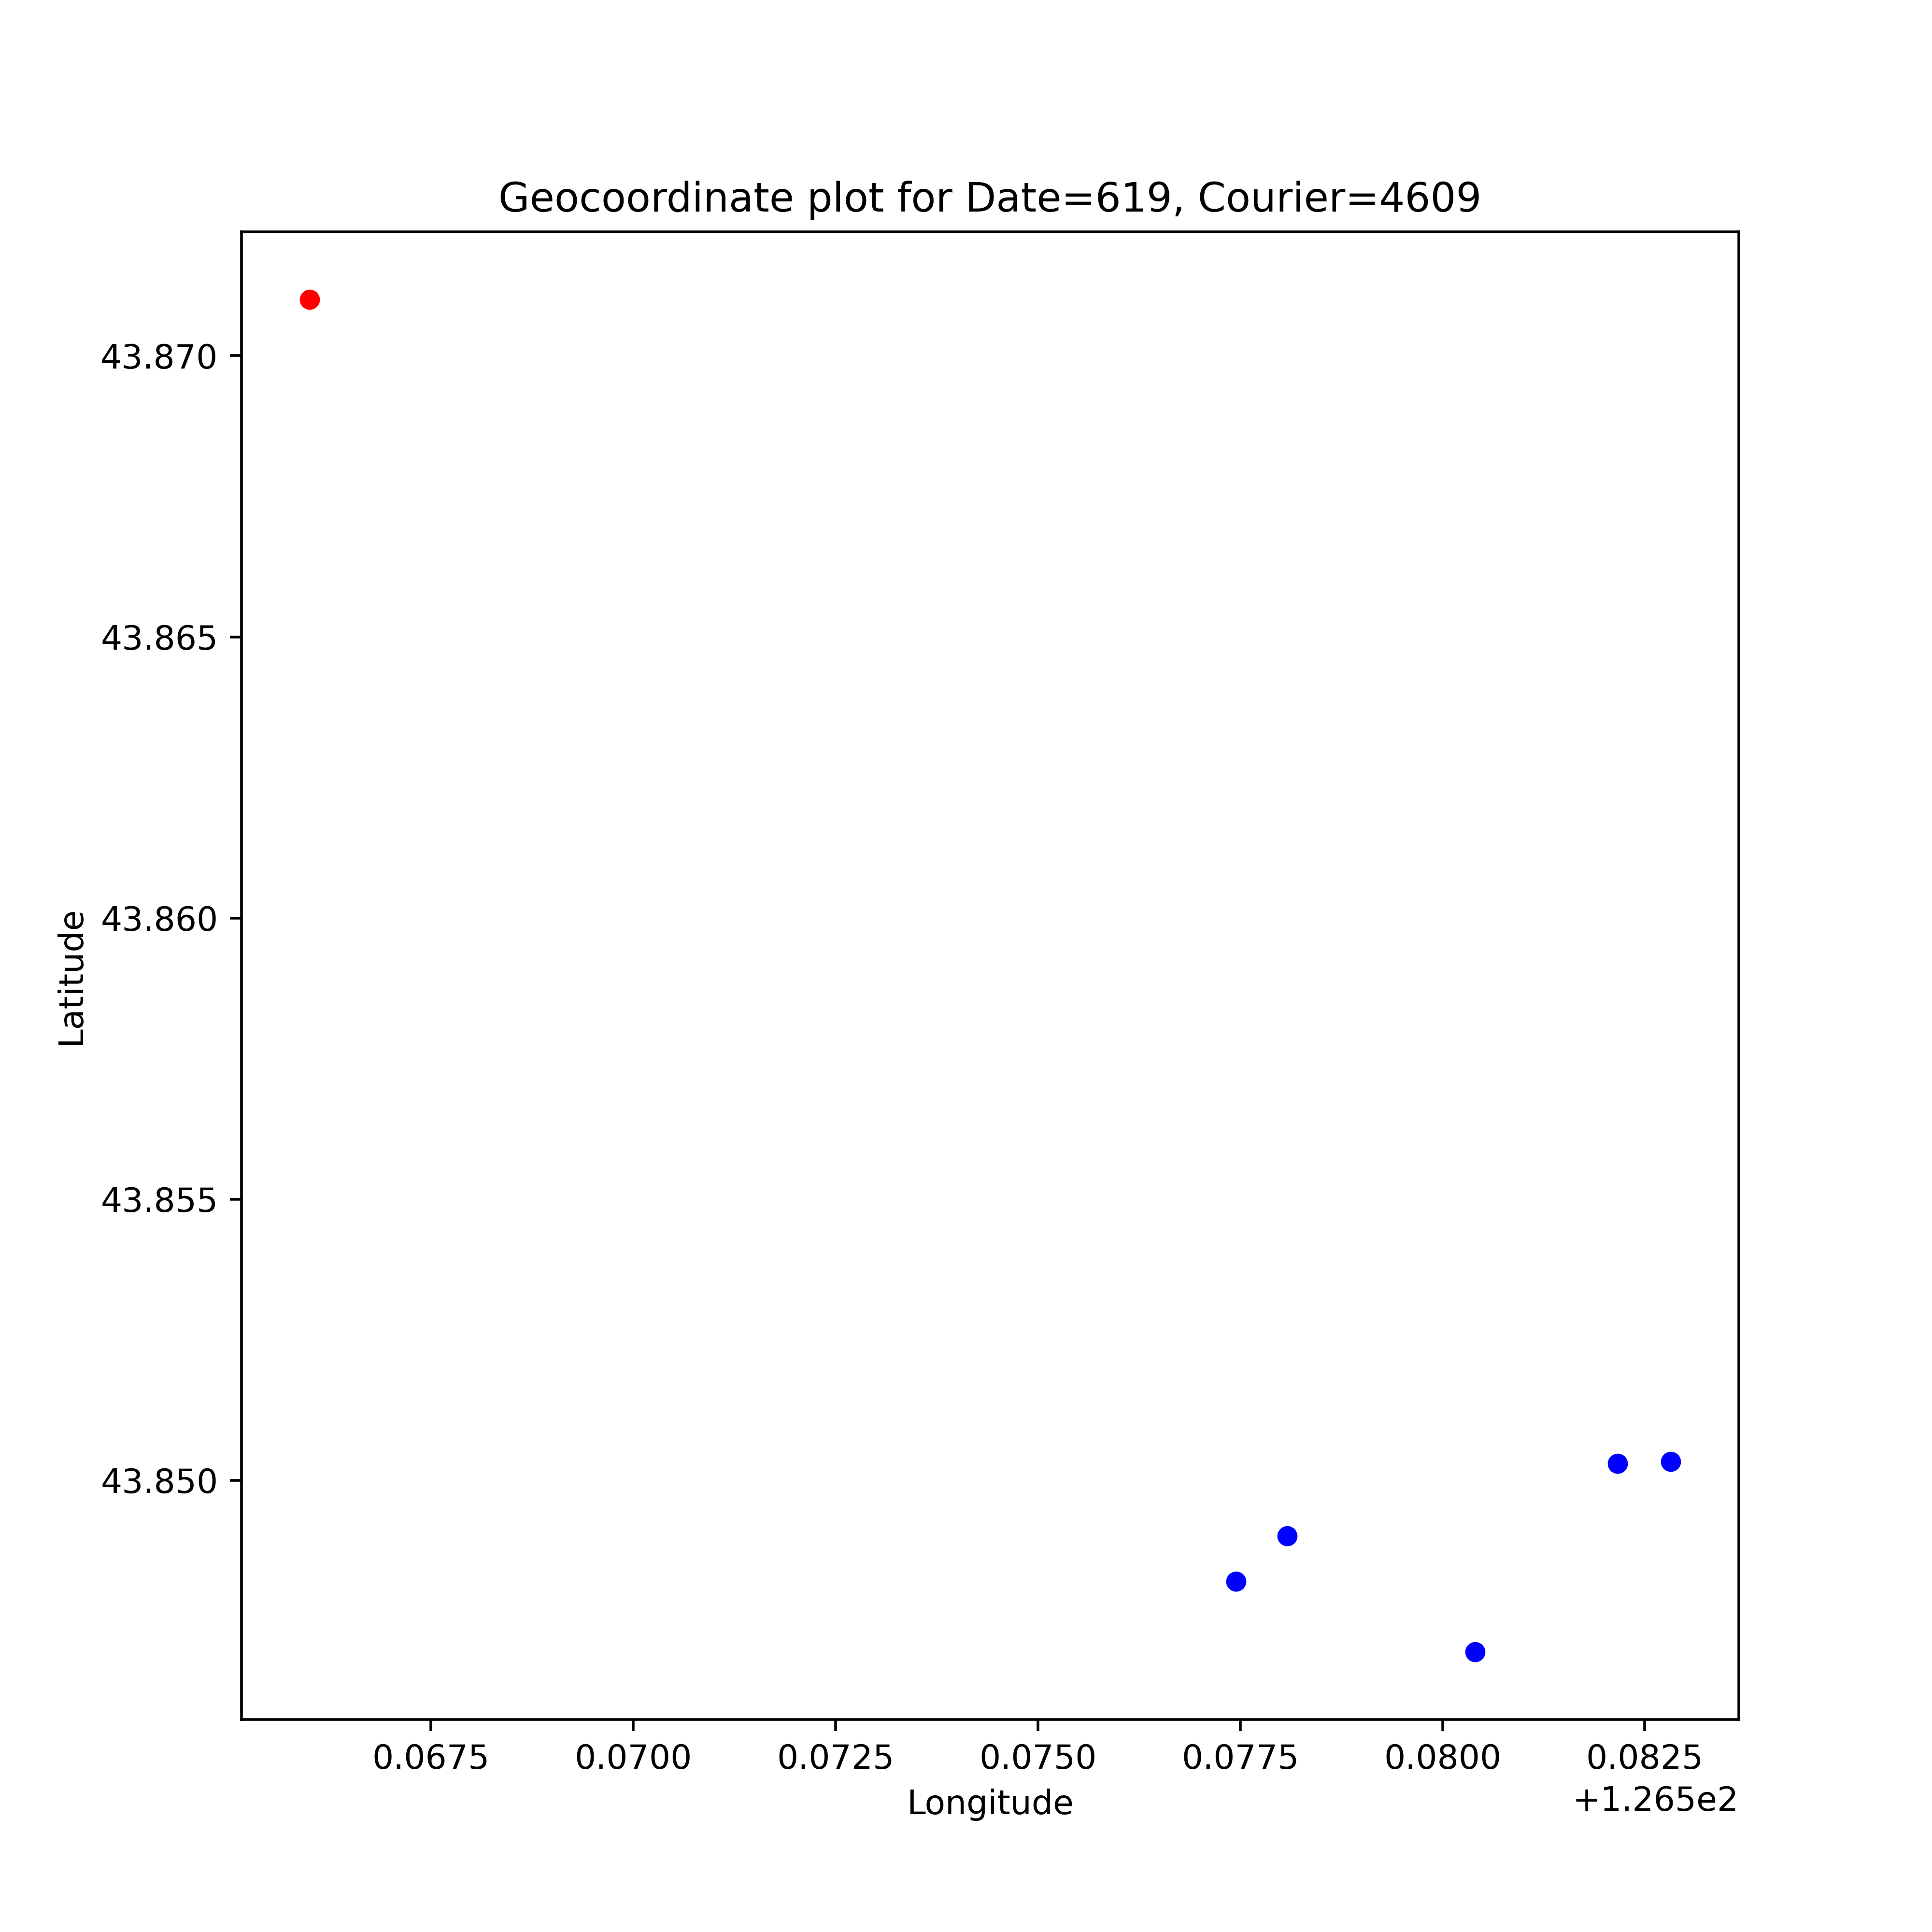 Geocoordinate plot for Date=619, Courier=4609
43.870
43.865
43.860
43.855
43.850
Latitude
0.0675 0.0700 0.0725 0.0750 0.0775 0.0800 0.0825
+1.265e2
Longitude